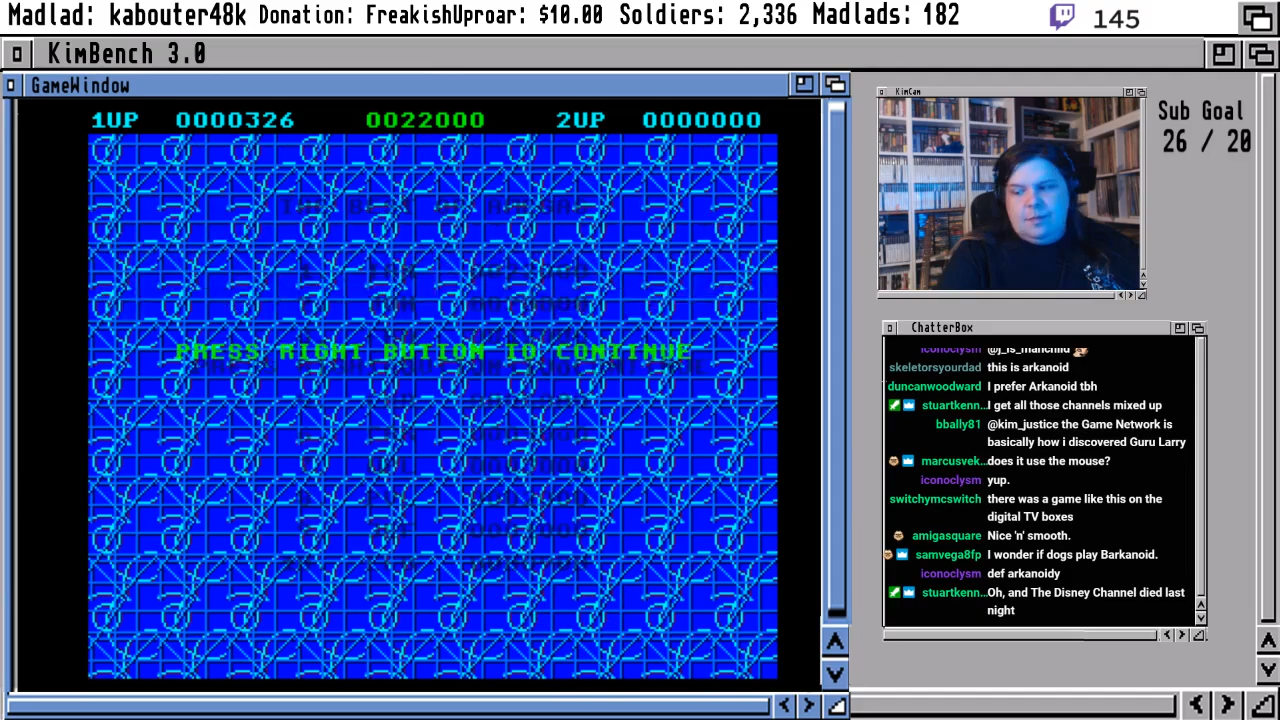 Madlad: kabouter48k Donation: FreakishUproar: $10.00 Soldiers: 2,336 Madlads: 182
145
KimBench 3.0
GameWindow
1UP 0000326 0022000 2UP 0000000
PRESS RIGHT BUTTON TO CONTINUE
KimCam
Sub Goal
26 / 20
ChatterBox
iconoclysm @j_is_manchild
skeletorsyourdad this is arkanoid
duncanwoodward I prefer Arkanoid tbh
stuartkenn... I get all those channels mixed up
bbally81 @kim_justice the Game Network is
basically how i discovered Guru Larry
marcusvek... does it use the mouse?
iconoclysm yup.
switchymcswitch there was a game like this on the
digital TV boxes
amigasquare Nice 'n' smooth.
samvega8fp I wonder if dogs play Barkanoid.
iconoclysm def arkanoidy
stuartkenn... Oh, and The Disney Channel died last
night